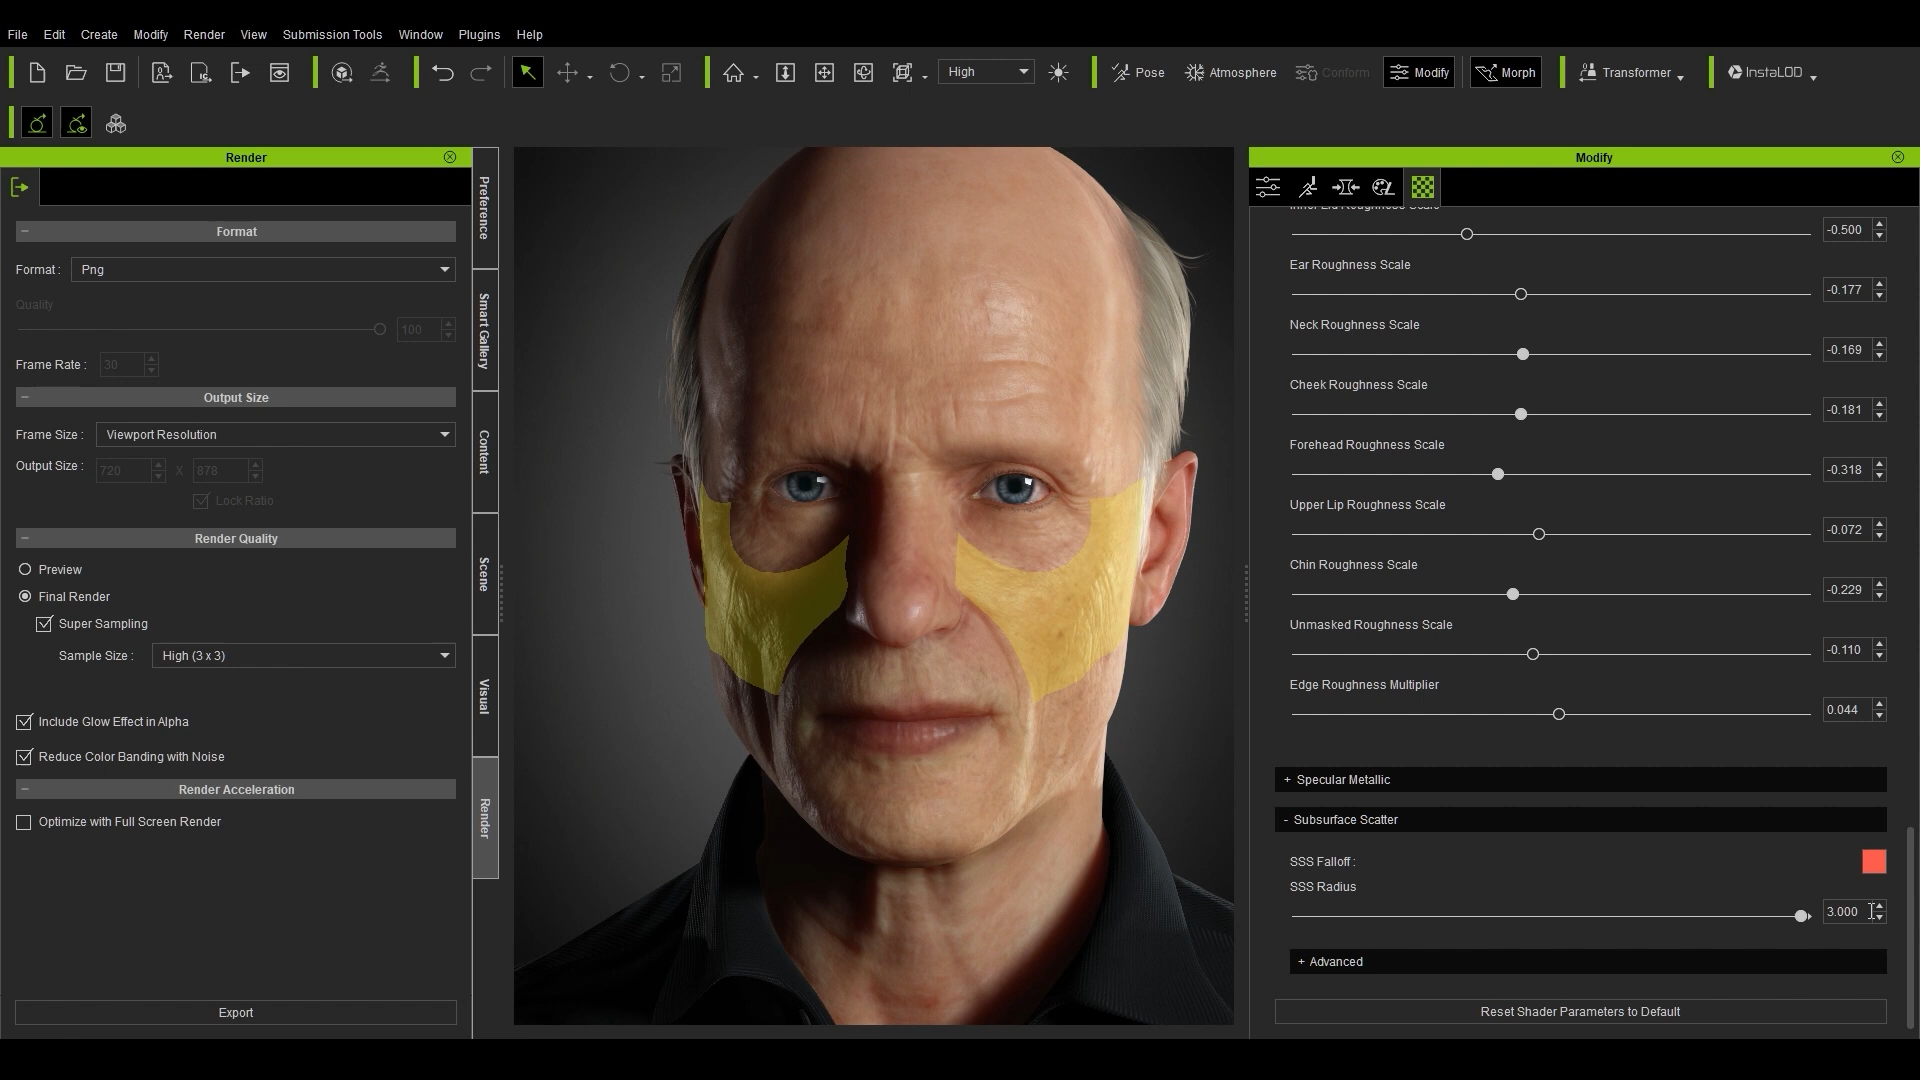 File Edit Create Modify Render View Submission Tools Window Plugins Help
High Pose Atmosphere Conform Modify Morph Transformer InstaLOD
Render
Format
Format : Png
Quality
100
Frame Rate : 30
Output Size
Frame Size : Viewport Resolution
Output Size : 720 X 878
Lock Ratio
Render Quality
Preview
Final Render
Super Sampling
Sample Size : High (3 x 3)
Include Glow Effect in Alpha
Reduce Color Banding with Noise
Render Acceleration
Optimize with Full Screen Render
Export
Preference
Smart Gallery
Content
Scene
Visual
Render
Modify
Inner Lid Roughness Scale
-0.500
Ear Roughness Scale
-0.177
Neck Roughness Scale
-0.169
Cheek Roughness Scale
-0.181
Forehead Roughness Scale
-0.318
Upper Lip Roughness Scale
-0.072
Chin Roughness Scale
-0.229
Unmasked Roughness Scale
-0.110
Edge Roughness Multiplier
0.044
+ Specular Metallic
- Subsurface Scatter
SSS Falloff :
SSS Radius
3.000
+ Advanced
Reset Shader Parameters to Default